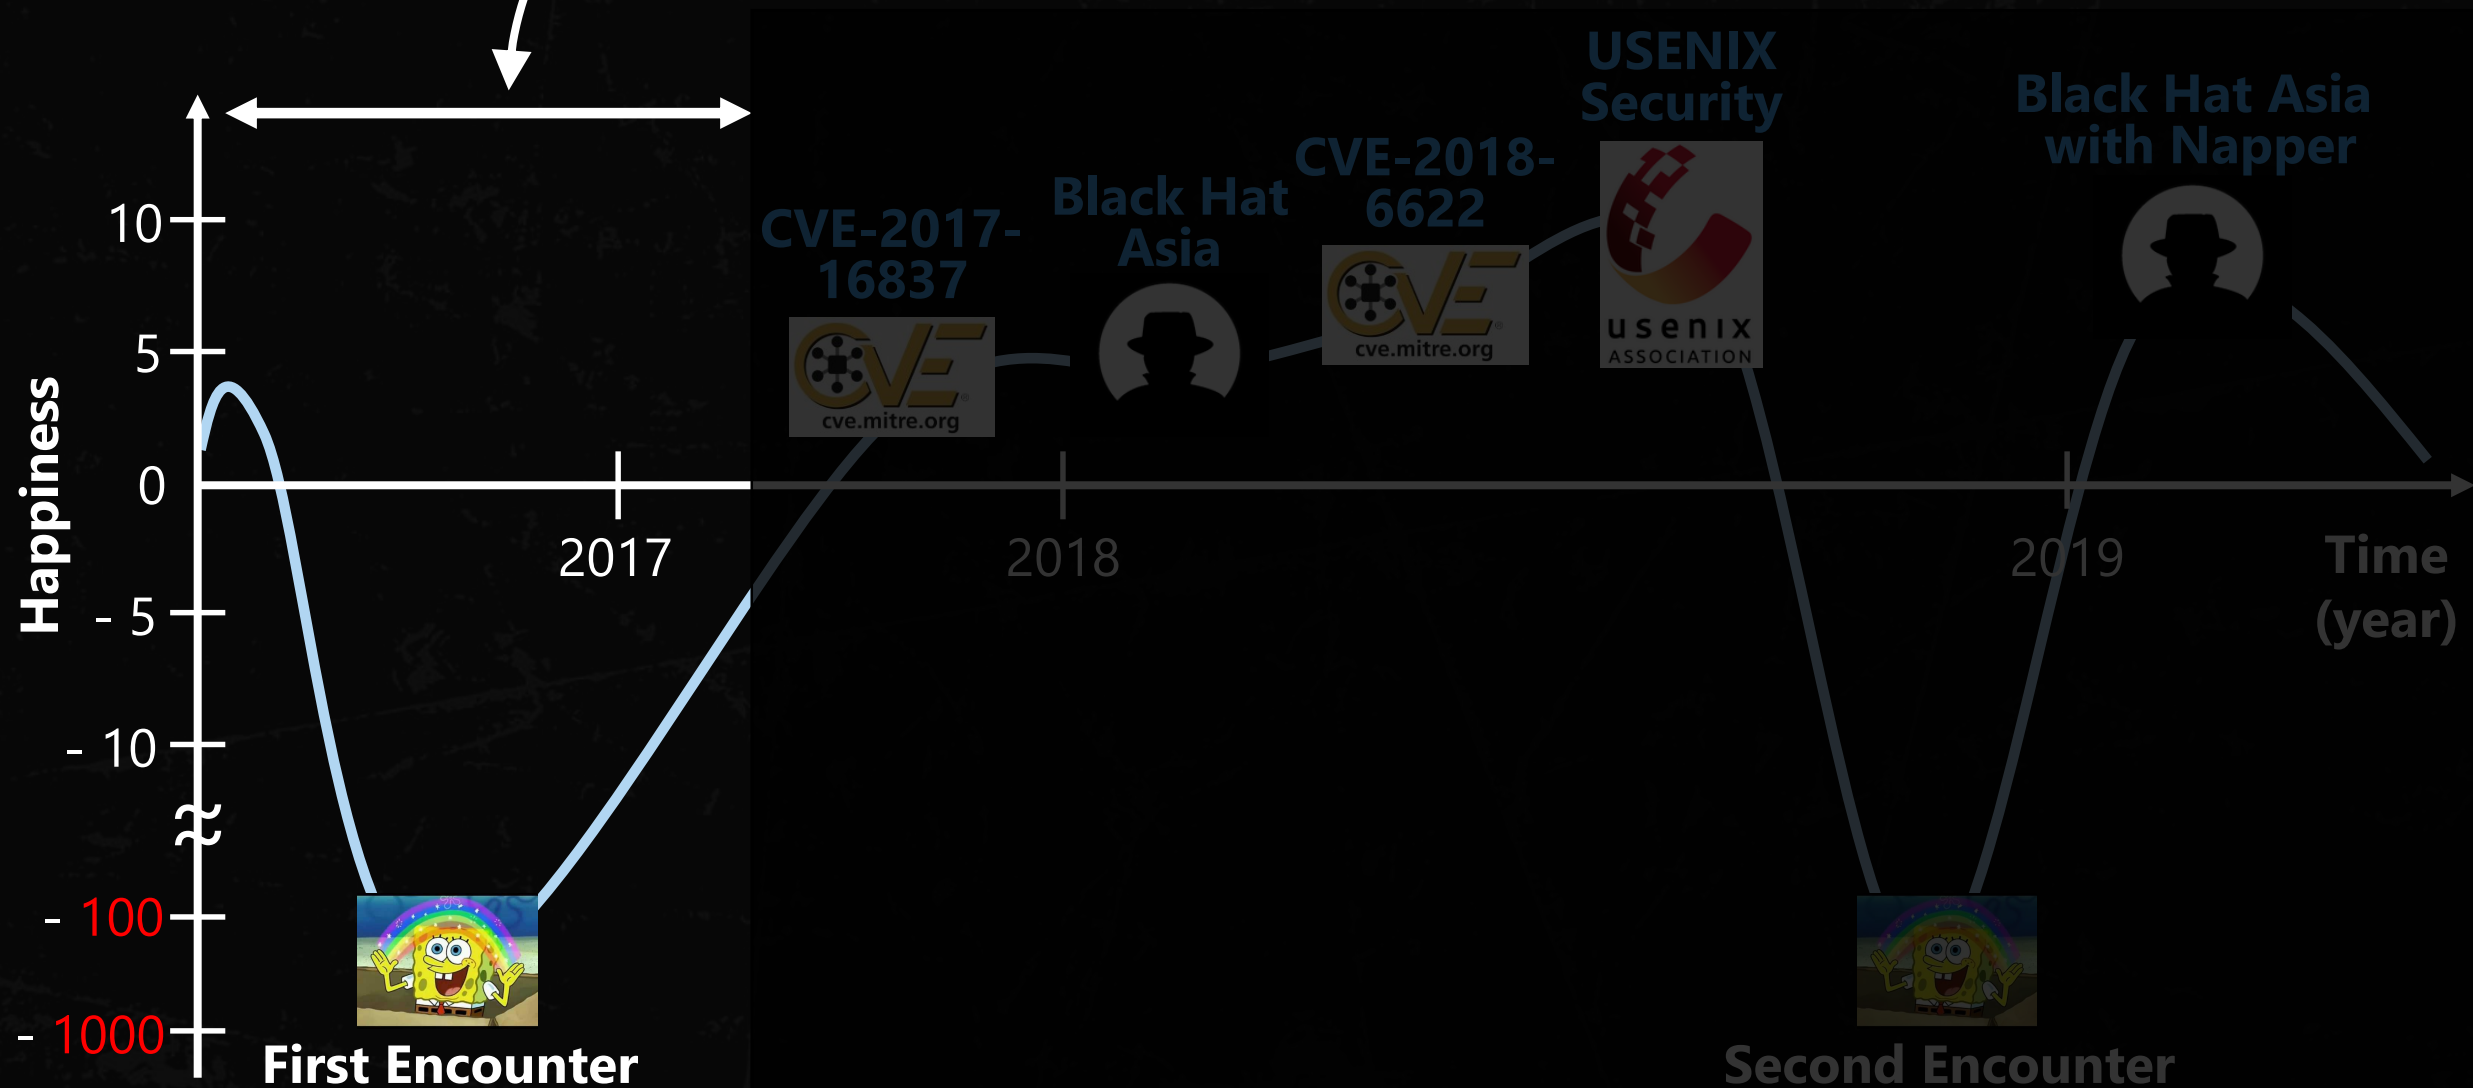 USENIX
Security
Black Hat Asia
with Napper
CVE-2018-
6622
Black Hat
Asia
CVE-2017-
16837
usenix
ASSOCIATION
CVE
cve.mitre.org
CVE
cve.mitre.org
10
5
0
- 5
- 10
- 100
- 1000
Happiness
2017
2018
2019
Time
(year)
First Encounter
Second Encounter